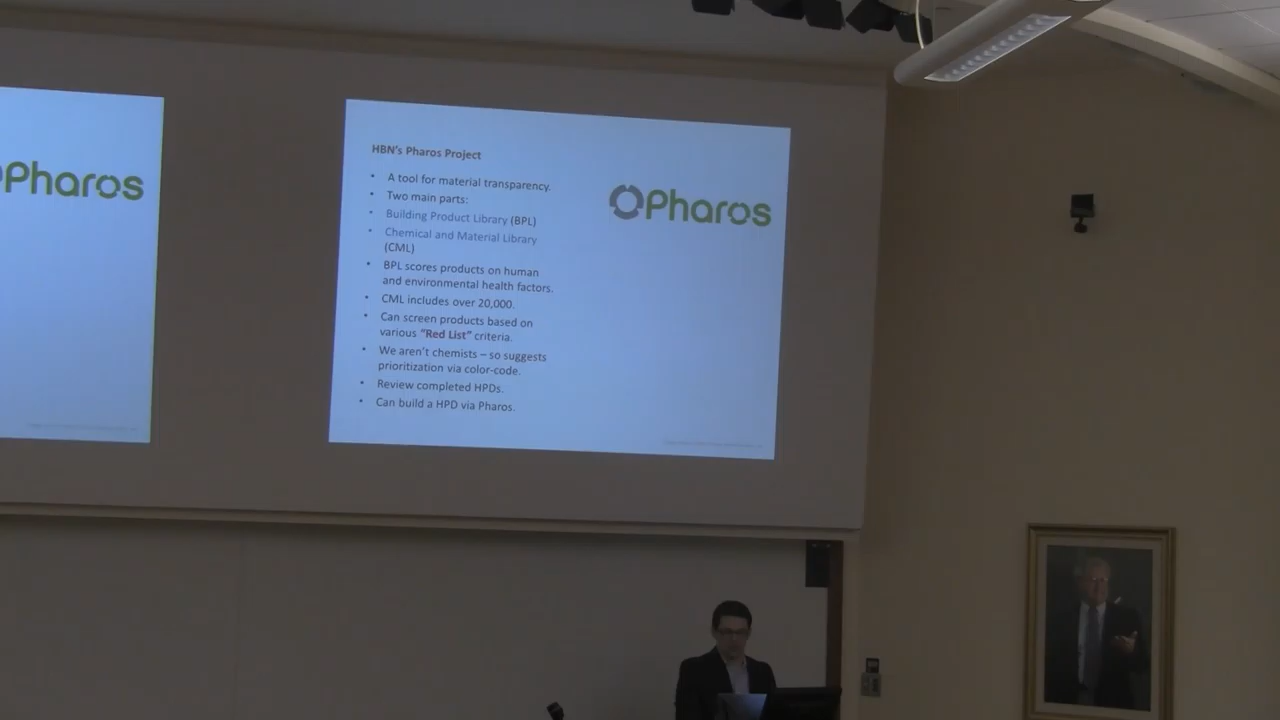 Pharos
HBN's Pharos Project
• A tool for material transparency.
• Two main parts:
• Building Product Library (BPL)
• Chemical and Material Library
(CML)
• BPL scores products on human
and environmental health factors.
• CML includes over 20,000.
• Can screen products based on
various "Red List" criteria.
• We aren't chemists – so suggests
prioritization via color-code.
• Review completed HPDs.
• Can build a HPD via Pharos.
Pharos